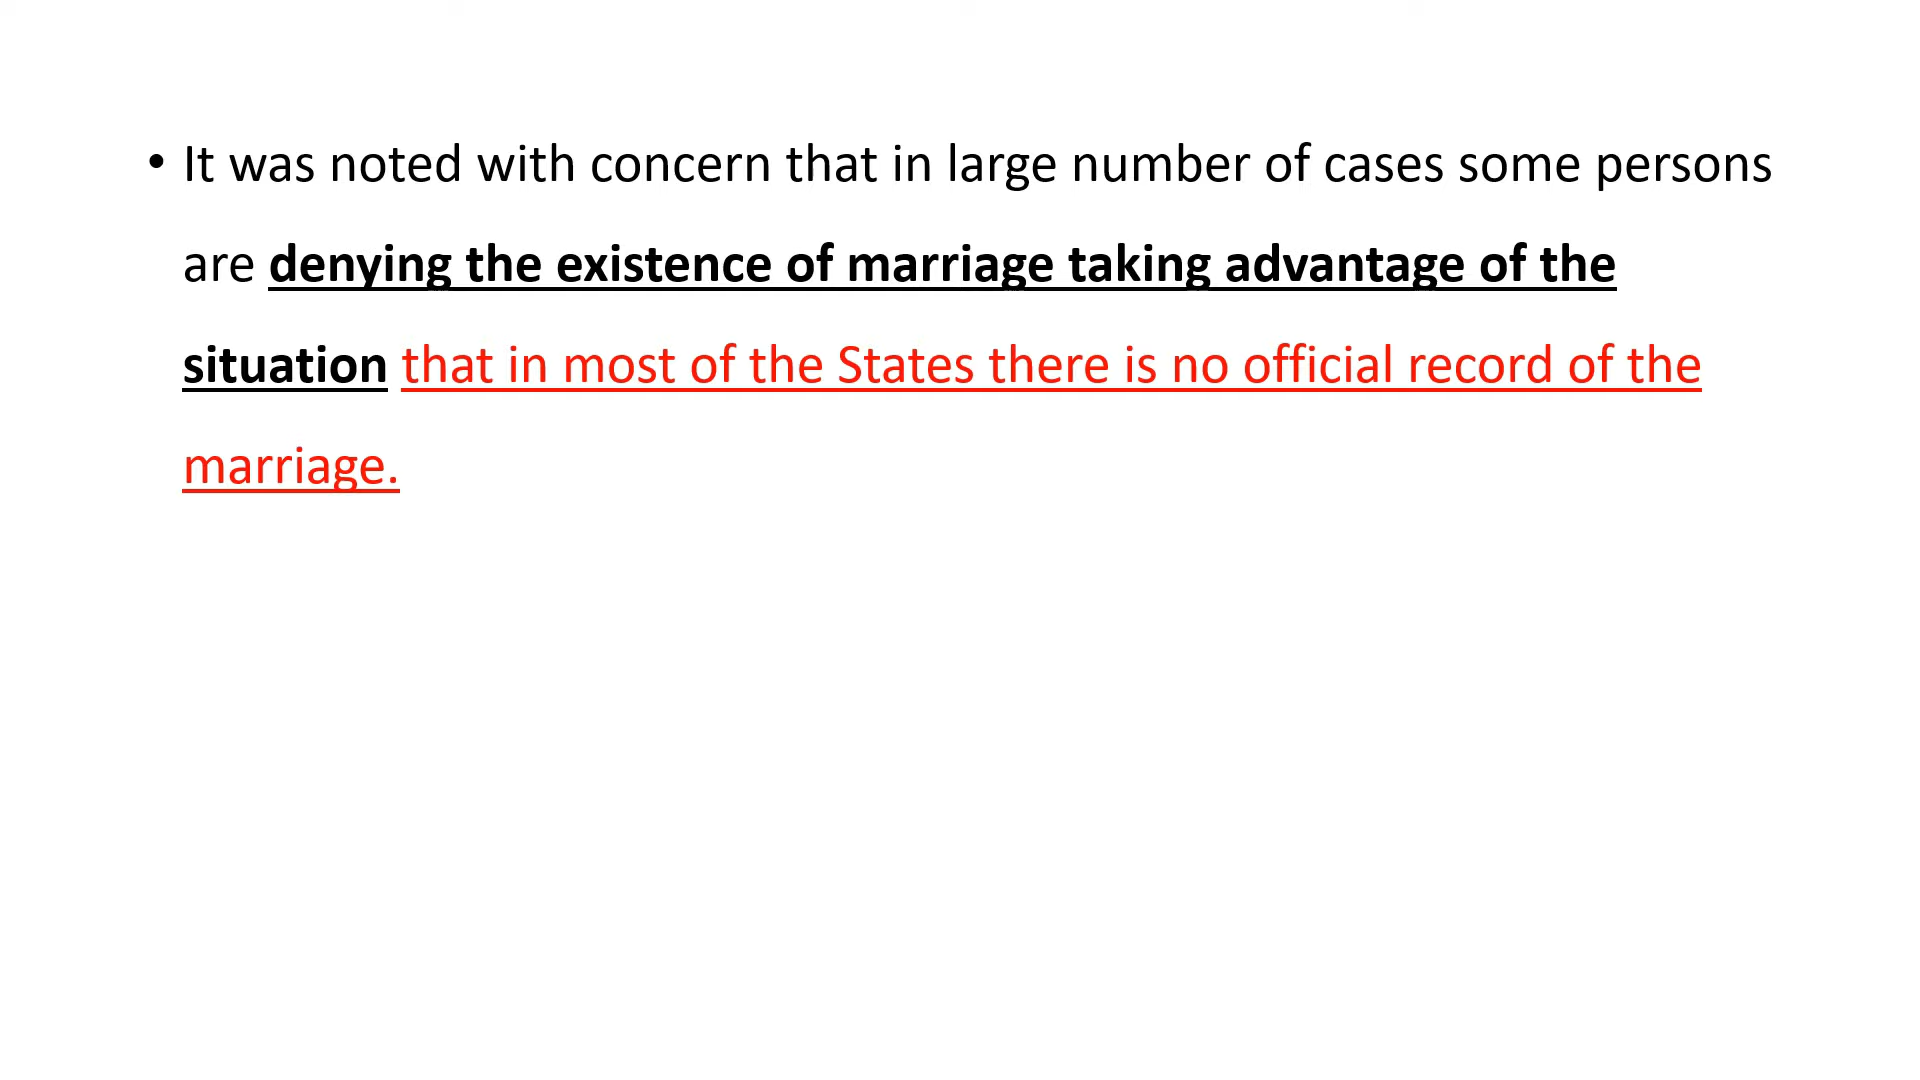 • It was noted with concern that in large number of cases some persons
are denying the existence of marriage taking advantage of the
situation that in most of the States there is no official record of the
marriage.